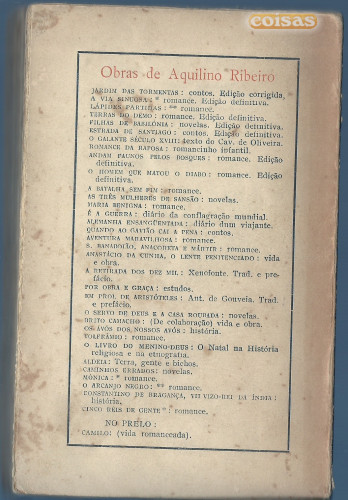 coisas
Obras de Aquilino Ribeiro
JARDIM DAS TORMENTAS: contos. Edição corrigida.
A VIA SINUOSA: * romance. Edição definitiva.
LÁPIDES PARTIDAS: ** romance.
TERRAS DO DEMO: romance. Edição definitiva.
FILHAS DE BABILÓNIA: novelas. Edição definitiva.
ESTRADA DE SANTIAGO: contos. Edição definitiva.
O GALANTE SÉCULO XVIII: texto do Cav. de Oliveira.
ROMANCE DA RAPOSA: romancinho infantil.
ANDAM FAUNOS PELOS BOSQUES: romance. Edição
definitiva.
O HOMEM QUE MATOU O DIABO: romance. Edição
definitiva.
A BATALHA SEM FIM: romance.
AS TRÊS MULHERES DE SANSÃO: novelas.
MARIA BENIGNA: romance.
É A GUERRA: diário da conflagração mundial.
ALEMANHA ENSANGÜENTADA: diário dum viajante.
QUANDO AO GAVIÃO CAI A PENA: contos.
AVENTURA MARAVILHOSA: romance.
S. BANABOIÃO, ANACORETA E MÁRTIR: romance.
ANASTÁCIO DA CUNHA, O LENTE PENITENCIADO: vida
e obra.
A RETIRADA DOS DEZ MIL: Xenofonte. Trad. e pre-
fácio.
POR OBRA E GRAÇA: estudos.
EM PROL DE ARISTÓTELES: Ant. de Gouveia. Trad.
e prefácio.
O SERVO DE DEUS E A CASA ROUBADA: novelas.
BRITO CAMACHO: (De colaboração) vida e obra.
OS AVÓS DOS NOSSOS AVÓS: história.
VOLFRÂMIO: romance.
O LIVRO DO MENINO-DEUS: O Natal na História
religiosa e na etnografia.
ALDEIA: Terra, gente e bichos.
CAMINHOS ERRADOS: novelas.
MÓNICA: * romance.
O ARCANJO NEGRO: ** romance.
CONSTANTINO DE BRAGANÇA, VII VIZO-REI DA ÍNDIA:
história.
CINCO RÉIS DE GENTE: romance.
NO PRELO:
CAMILO: (vida romanceada).